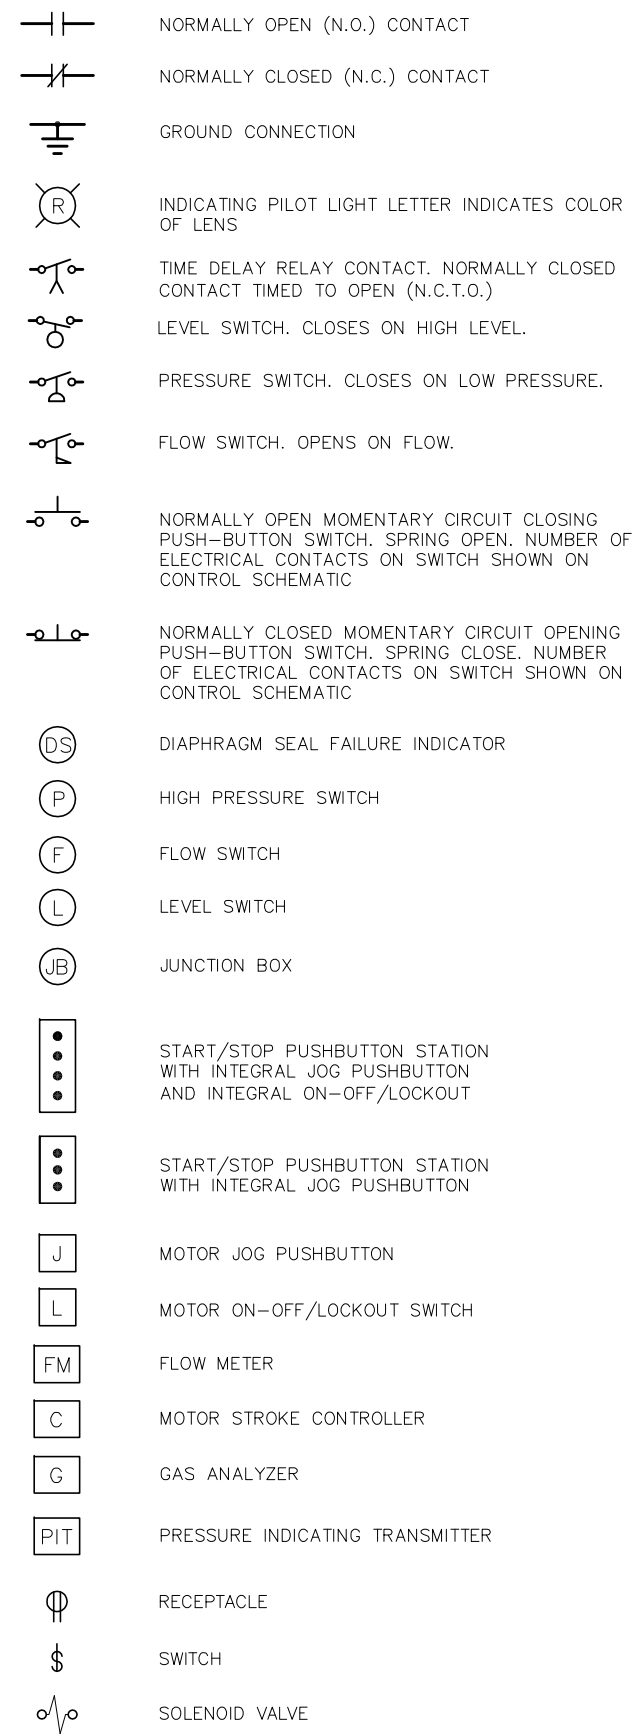 NORMALLY OPEN (N.O.) CONTACT
NORMALLY CLOSED (N.C.) CONTACT
GROUND CONNECTION
R
INDICATING PILOT LIGHT LETTER INDICATES COLOR
OF LENS
TIME DELAY RELAY CONTACT. NORMALLY CLOSED
CONTACT TIMED TO OPEN (N.C.T.O.)
LEVEL SWITCH. CLOSES ON HIGH LEVEL.
PRESSURE SWITCH. CLOSES ON LOW PRESSURE.
FLOW SWITCH. OPENS ON FLOW.
NORMALLY OPEN MOMENTARY CIRCUIT CLOSING
PUSH-BUTTON SWITCH. SPRING OPEN. NUMBER OF
ELECTRICAL CONTACTS ON SWITCH SHOWN ON
CONTROL SCHEMATIC
NORMALLY CLOSED MOMENTARY CIRCUIT OPENING
PUSH-BUTTON SWITCH. SPRING CLOSE. NUMBER
OF ELECTRICAL CONTACTS ON SWITCH SHOWN ON
CONTROL SCHEMATIC
DS DIAPHRAGM SEAL FAILURE INDICATOR
P HIGH PRESSURE SWITCH
F FLOW SWITCH
L LEVEL SWITCH
JB JUNCTION BOX
START/STOP PUSHBUTTON STATION
WITH INTEGRAL JOG PUSHBUTTON
AND INTEGRAL ON-OFF/LOCKOUT
START/STOP PUSHBUTTON STATION
WITH INTEGRAL JOG PUSHBUTTON
J MOTOR JOG PUSHBUTTON
L MOTOR ON-OFF/LOCKOUT SWITCH
FM FLOW METER
C MOTOR STROKE CONTROLLER
G GAS ANALYZER
PIT PRESSURE INDICATING TRANSMITTER
RECEPTACLE
$ SWITCH
SOLENOID VALVE